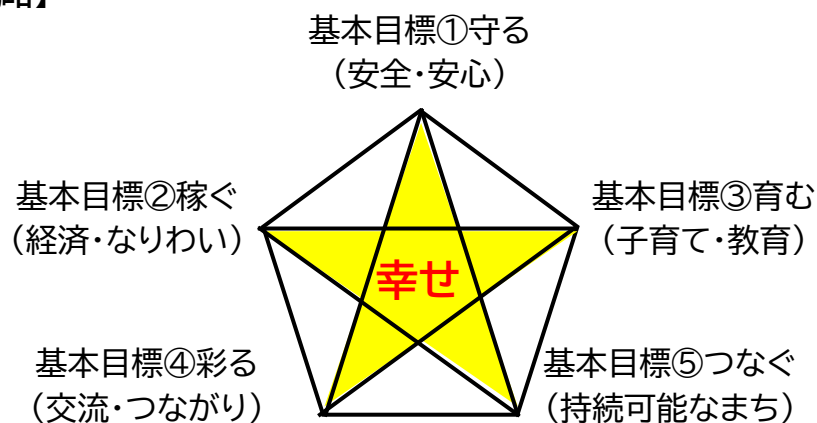 基本目標①守る
（安全・安心）
基本目標②稼ぐ
（経済・なりわい）
基本目標③育む
（子育て・教育）
幸せ
基本目標④彩る
（交流・つながり）
基本目標⑤つなぐ
（持続可能なまち）